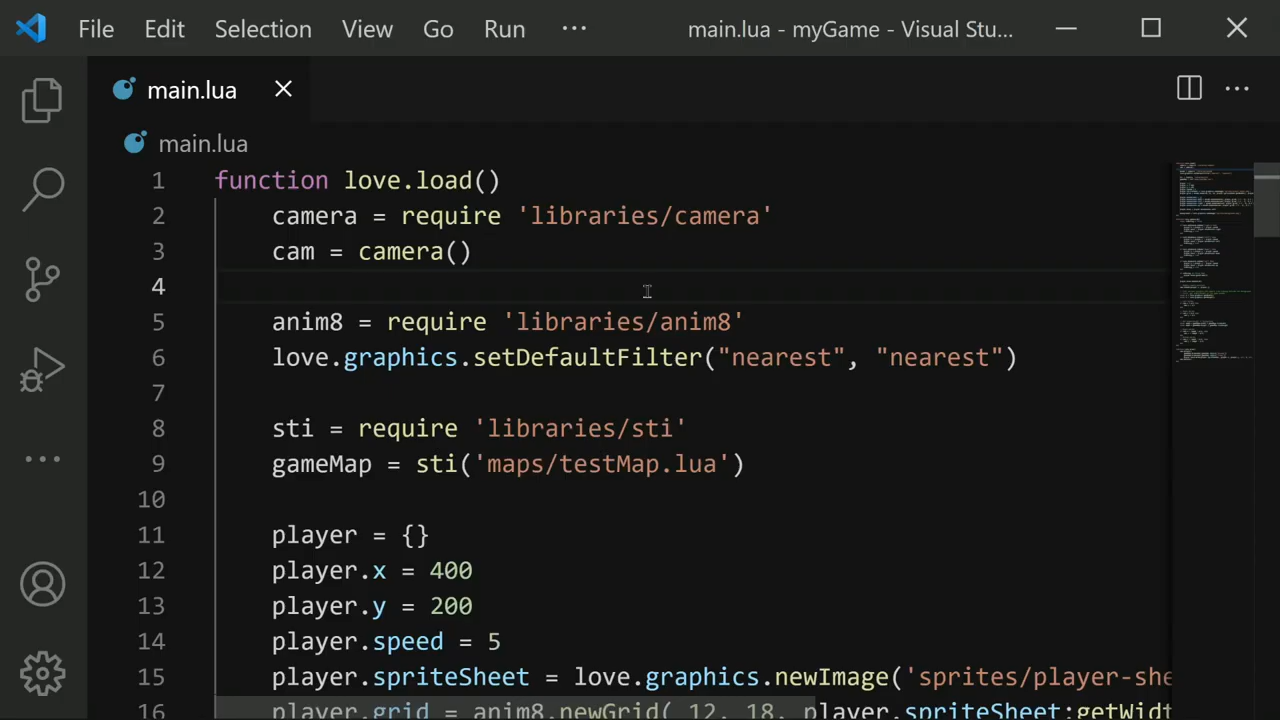 File Edit Selection View Go Run ··· main.lua - myGame - Visual Stu...
main.lua
main.lua
1 function love.load()
2 camera = require 'libraries/camera'
3 cam = camera()
4
5 anim8 = require 'libraries/anim8'
6 love.graphics.setDefaultFilter("nearest", "nearest")
7
8 sti = require 'libraries/sti'
9 gameMap = sti('maps/testMap.lua')
10
11 player = {}
12 player.x = 400
13 player.y = 200
14 player.speed = 5
15 player.spriteSheet = love.graphics.newImage('sprites/player-she
16 player.grid = anim8.newGrid( 12, 18, player.spriteSheet:getWidt